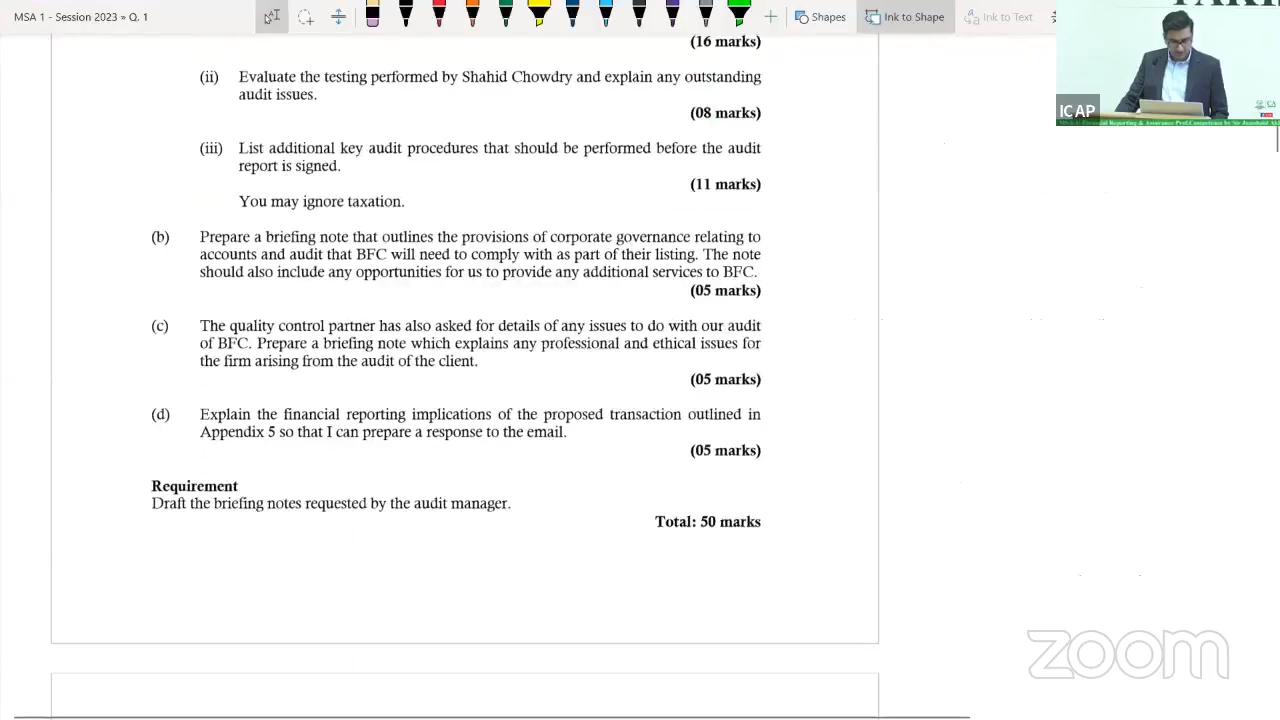 MSA 1 - Session 2023 » Q. 1
Shapes
Ink to Shape
Ink to Text
(16 marks)
(ii) Evaluate the testing performed by Shahid Chowdry and explain any outstanding
audit issues.
(08 marks)
(iii) List additional key audit procedures that should be performed before the audit
report is signed.
(11 marks)
You may ignore taxation.
(b) Prepare a briefing note that outlines the provisions of corporate governance relating to
accounts and audit that BFC will need to comply with as part of their listing. The note
should also include any opportunities for us to provide any additional services to BFC.
(05 marks)
(c) The quality control partner has also asked for details of any issues to do with our audit
of BFC. Prepare a briefing note which explains any professional and ethical issues for
the firm arising from the audit of the client.
(05 marks)
(d) Explain the financial reporting implications of the proposed transaction outlined in
Appendix 5 so that I can prepare a response to the email.
(05 marks)
Requirement
Draft the briefing notes requested by the audit manager.
Total: 50 marks
ICAP
CA
zoom